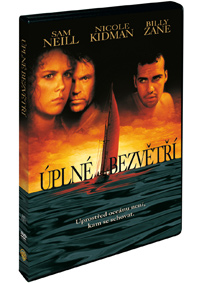 SAM NEILL
NICOLE KIDMAN
BILLY ZANE
ÚPLNÉ BEZVĚTŘÍ
Uprostřed oceánu není,
kam se schovat.
ÚPLNÉ BEZVĚTŘÍ